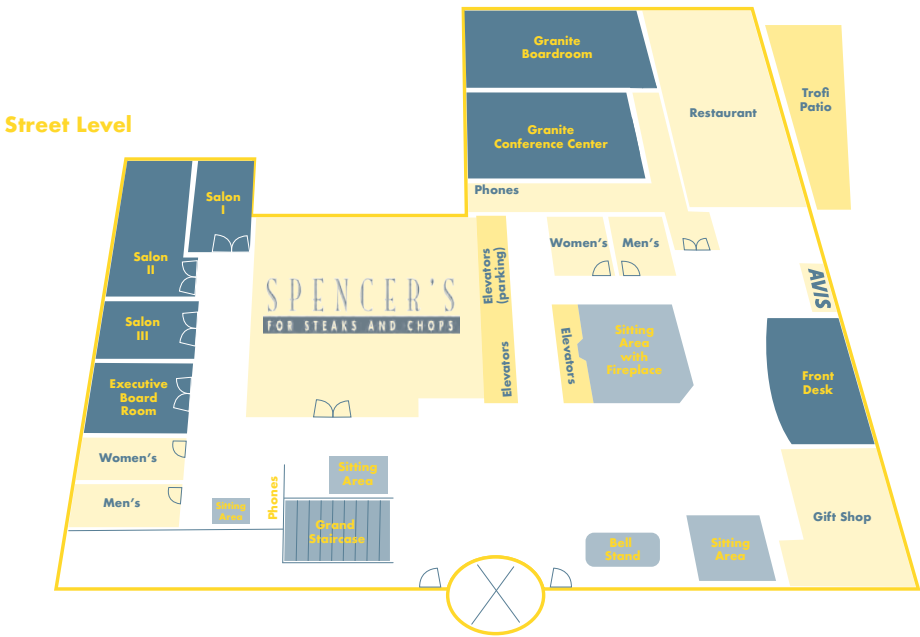 Street Level
Granite
Boardroom
Granite
Conference Center
Phones
Restaurant
Trofi
Patio
Salon
I
Salon
II
Salon
III
Executive
Board
Room
Women's
Men's
SPENCER'S
FOR STEAKS AND CHOPS
Elevators
(parking)
Elevators
Women's
Men's
Elevators
Sitting
Area
with
Fireplace
AVIS
Front
Desk
Gift Shop
Sitting
Area
Sitting
Area
Phones
Grand
Staircase
Bell
Stand
Sitting
Area